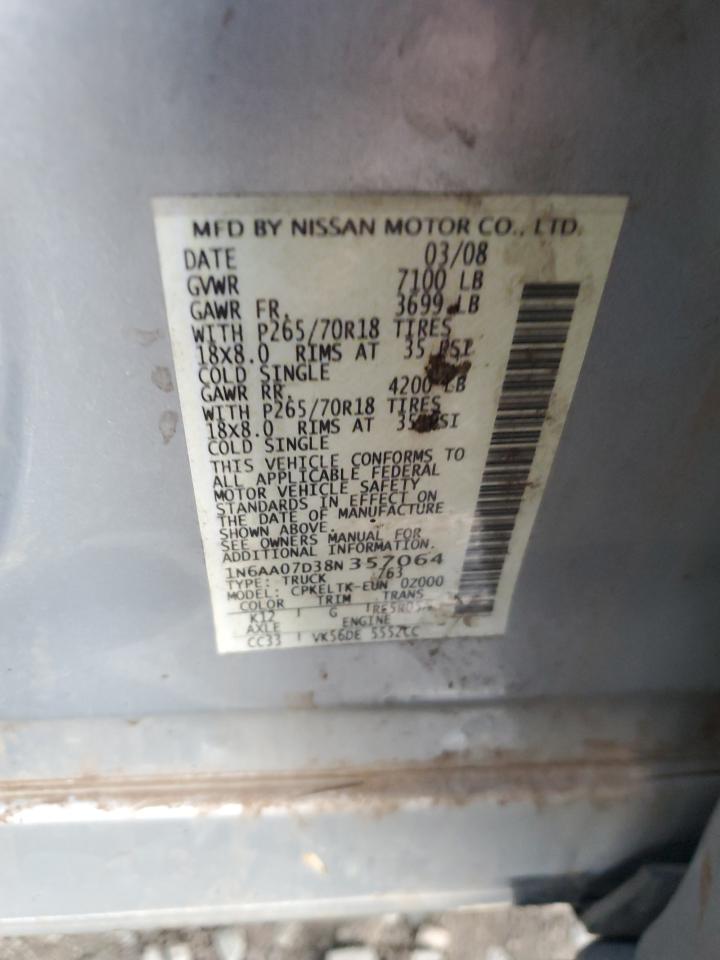 MFD BY NISSAN MOTOR CO., LTD.
DATE 03/08
GVWR 7100 LB
GAWR FR. 3699 LB
WITH P265/70R18 TIRES
18X8.0 RIMS AT 35 PSI
COLD SINGLE
GAWR RR. 4200 LB
WITH P265/70R18 TIRES
18X8.0 RIMS AT 35 PSI
COLD SINGLE
THIS VEHICLE CONFORMS TO
ALL APPLICABLE FEDERAL
MOTOR VEHICLE SAFETY
STANDARDS IN EFFECT ON
THE DATE OF MANUFACTURE
SHOWN ABOVE.
SEE OWNERS MANUAL FOR
ADDITIONAL INFORMATION.
1N6AA07D38N357064
TYPE: TRUCK /63
MODEL: CPKELTK-EUN 0Z000
COLOR TRIM TRANS
K12 G
AXLE ENGINE
CC33 VK56DE 5552CC